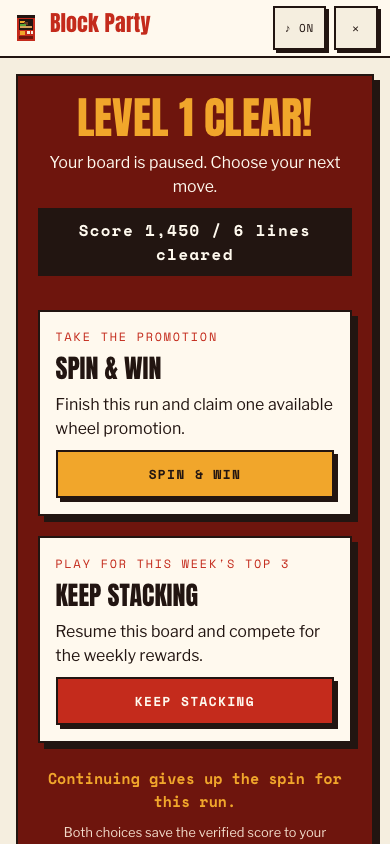 Block Party
♪ ON
×
LEVEL 1 CLEAR!
Your board is paused. Choose your next
move.
Score 1,450 / 6 lines
cleared
TAKE THE PROMOTION
SPIN & WIN
Finish this run and claim one available
wheel promotion.
SPIN & WIN
PLAY FOR THIS WEEK'S TOP 3
KEEP STACKING
Resume this board and compete for
the weekly rewards.
KEEP STACKING
Continuing gives up the spin for
this run.
Both choices save the verified score to your